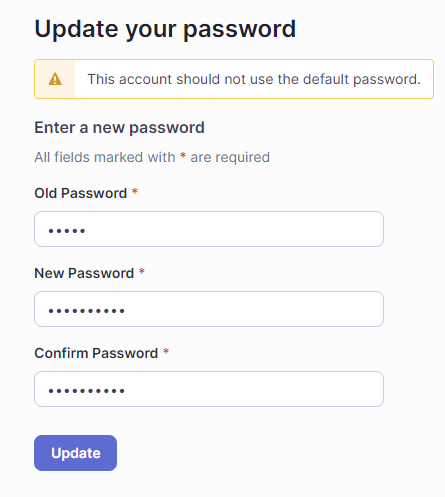 Update your password
This account should not use the default password.
Enter a new password
All fields marked with * are required
Old Password *
•••••
New Password *
••••••••••
Confirm Password *
••••••••••
Update